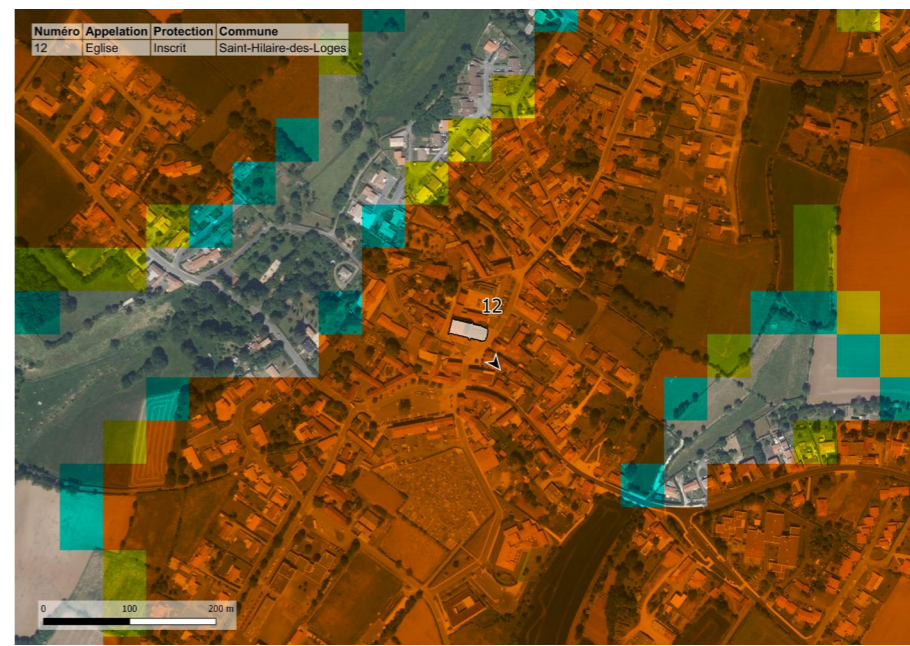 Numéro Appelation Protection Commune
12 Eglise Inscrit Saint-Hilaire-des-Loges
12
0 100 200 m